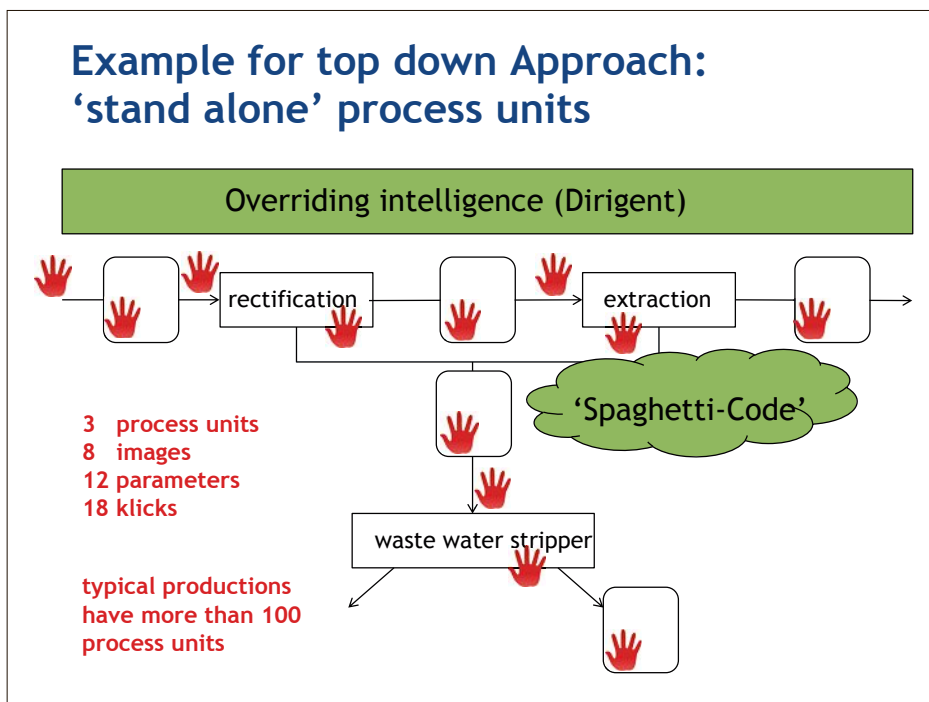 Example for top down Approach:
‘stand alone’ process units
Overriding intelligence (Dirigent)
rectification
extraction
‘Spaghetti-Code’
3 process units
8 images
12 parameters
18 klicks
waste water stripper
typical productions
have more than 100
process units